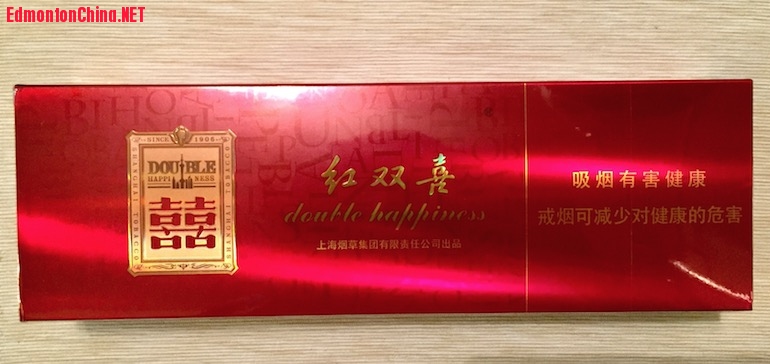 EdmontonChina.NET
SINCE 1906
DOUBLE
HAPPINESS
SHANGHAI TOBACCO
SHANGHAI TOBACCO
囍
红双喜
double happiness
上海烟草集团有限责任公司出品
吸烟有害健康
戒烟可减少对健康的危害